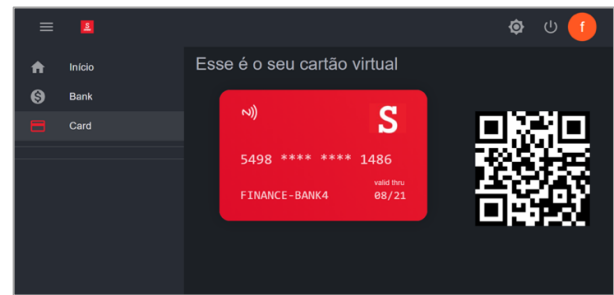 S
f
Início
Bank
Card
Esse é o seu cartão virtual
S
5498 **** **** 1486
valid thru
FINANCE-BANK4 08/21